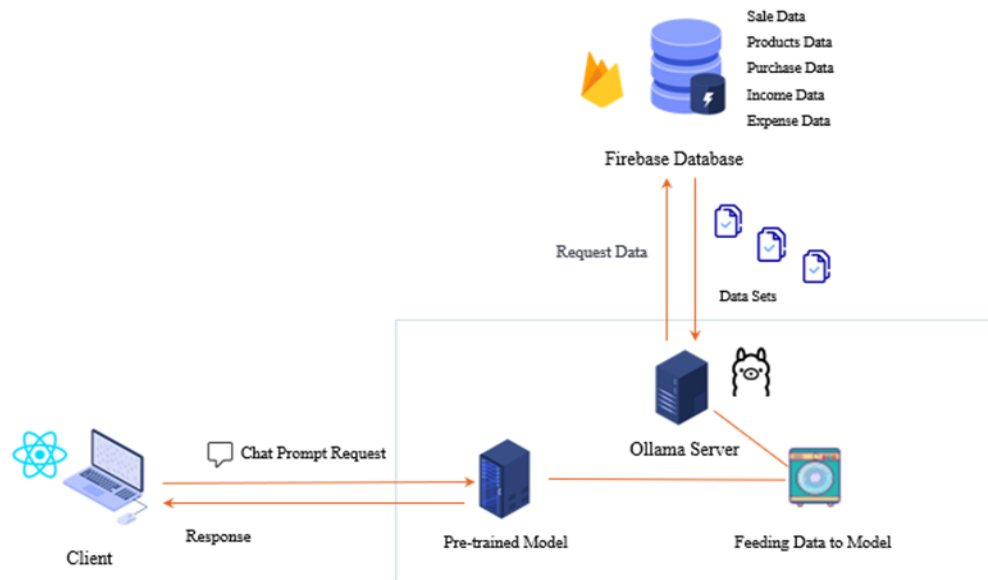 Sale Data
Products Data
Purchase Data
Income Data
Expense Data
Firebase Database
Request Data
Data Sets
Ollama Server
Chat Prompt Request
Response
Client
Pre-trained Model
Feeding Data to Model